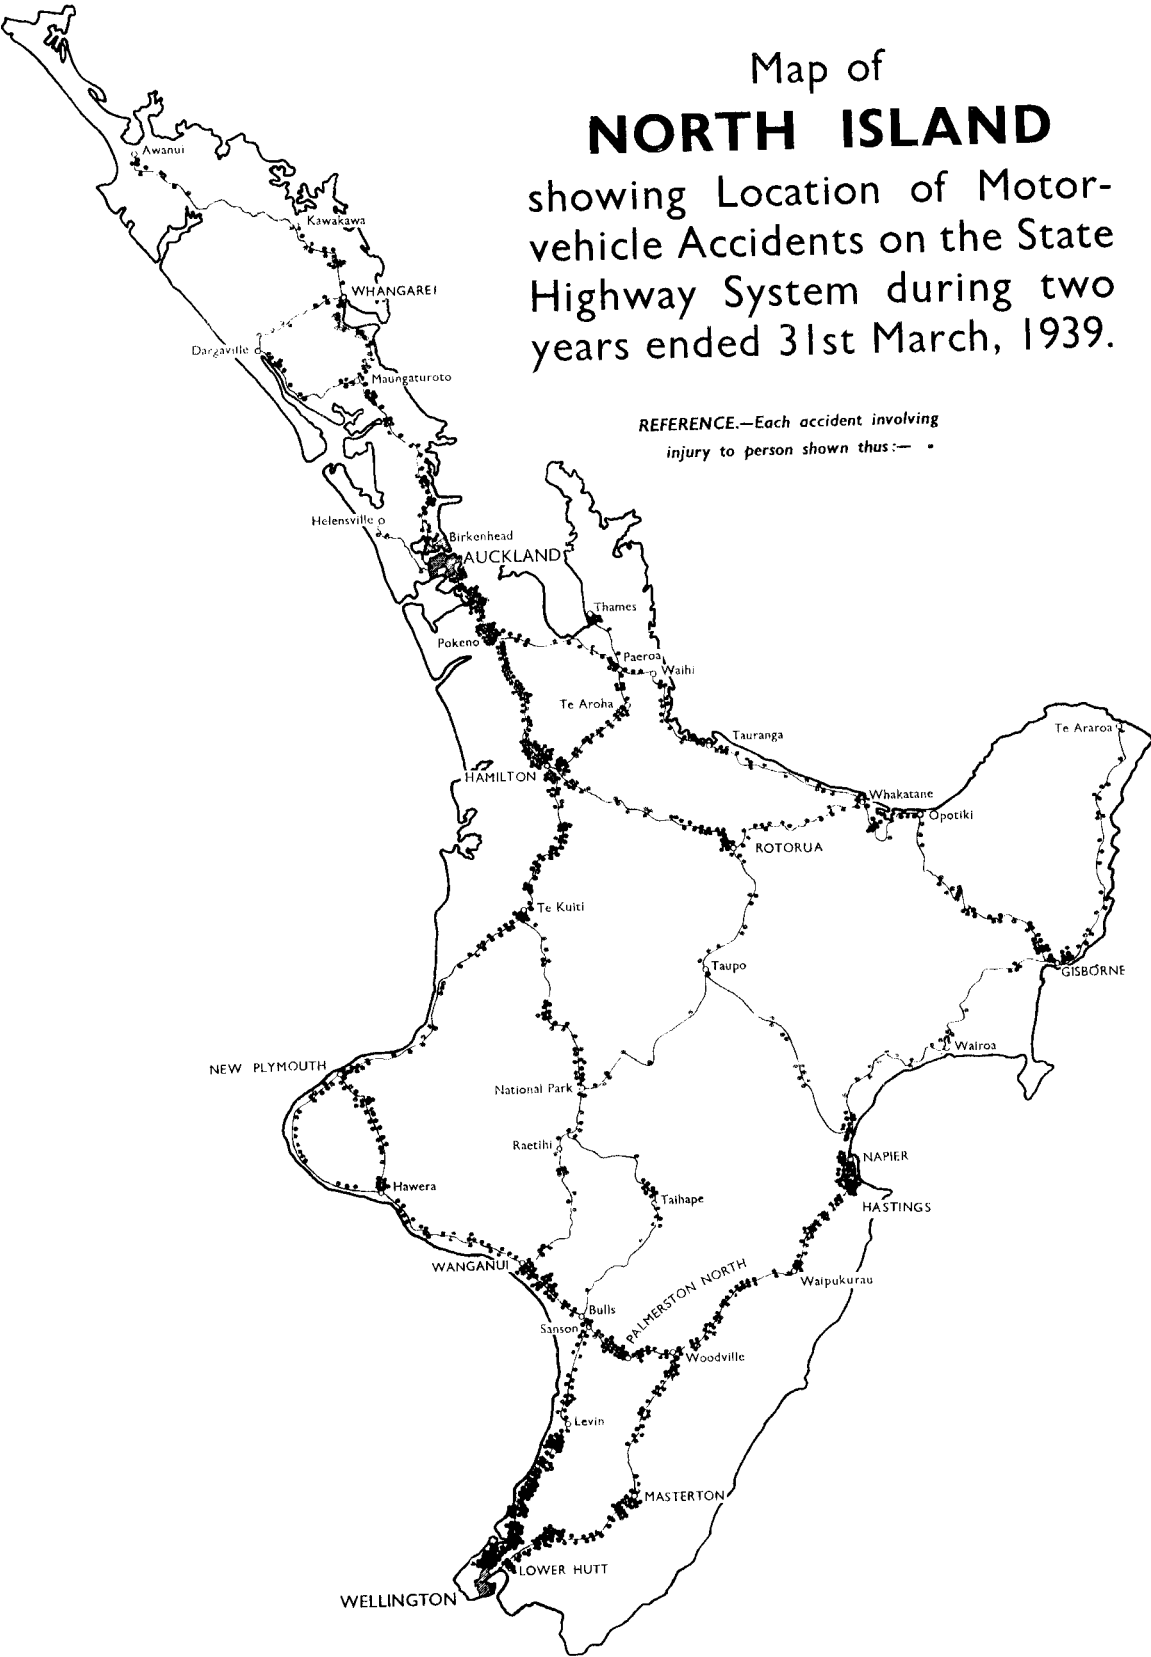 Map of
NORTH ISLAND
showing Location of Motor-
vehicle Accidents on the State
Highway System during two
years ended 31st March, 1939.
REFERENCE.—Each accident involving
injury to person shown thus:—
Awanui
Kawakawa
WHANGAREI
Dargaville
Maungaturoto
Helensville
Birkenhead
AUCKLAND
Thames
Pokeno
Paeroa
Waihi
Te Aroha
Te Araroa
Tauranga
HAMILTON
Whakatane
Opotiki
ROTORUA
Te Kuiti
Taupo
GISBORNE
Wairoa
NEW PLYMOUTH
National Park
Raetihi
NAPIER
Hawera
Taihape
HASTINGS
WANGANUI
PALMERSTON NORTH
Waipukurau
Bulls
Sanson
Woodville
Levin
MASTERTON
LOWER HUTT
WELLINGTON